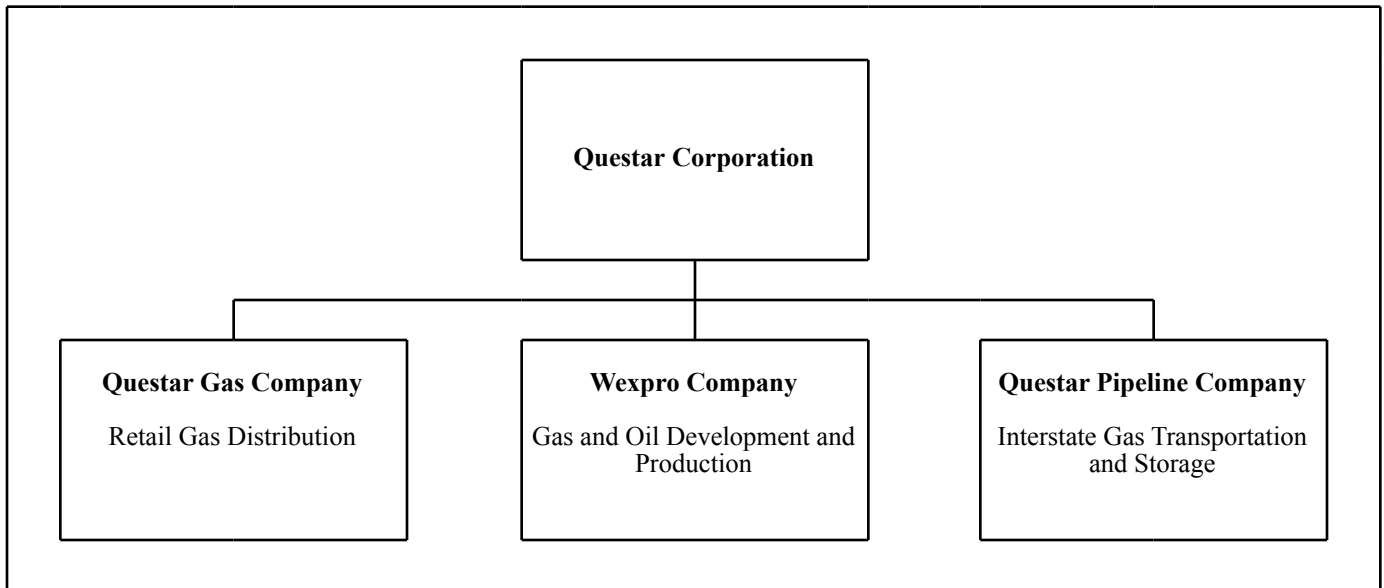 Questar Corporation
Questar Gas Company
Retail Gas Distribution
Wexpro Company
Gas and Oil Development and
Production
Questar Pipeline Company
Interstate Gas Transportation
and Storage